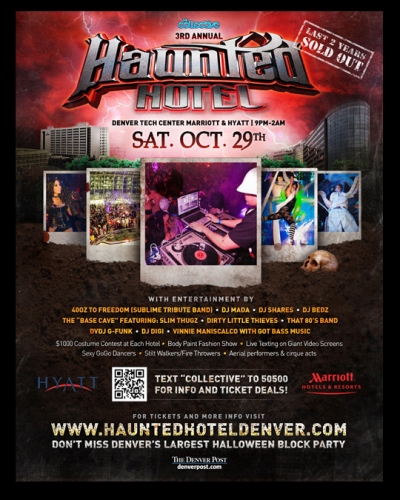 collective
3RD ANNUAL
Haunted
HOTEL
LAST 2 YEARS
SOLD OUT
DENVER TECH CENTER MARRIOTT & HYATT | 9PM-2AM
SAT. OCT. 29TH
WITH ENTERTAINMENT BY
40OZ TO FREEDOM (SUBLIME TRIBUTE BAND) • DJ MADA • DJ SHARES • DJ BEDZ
THE "BASE CAVE" FEATURING: SLIM THUGZ • DIRTY LITTLE THIEVES • THAT 80'S BAND
DVDJ G-FUNK • DJ DIGI • VINNIE MANISCALCO WITH GOT BASS MUSIC
$1000 Costume Contest at Each Hotel • Body Paint Fashion Show • Live Texting on Giant Video Screens
Sexy GoGo Dancers • Stilt Walkers/Fire Throwers • Aerial performers & cirque acts
HYATT
TEXT "COLLECTIVE" TO 50500
FOR INFO AND TICKET DEALS!
Marriott
HOTELS & RESORTS
FOR TICKETS AND MORE INFO VISIT
WWW.HAUNTEDHOTELDENVER.COM
DON'T MISS DENVER'S LARGEST HALLOWEEN BLOCK PARTY
THE DENVER POST
denverpost.com